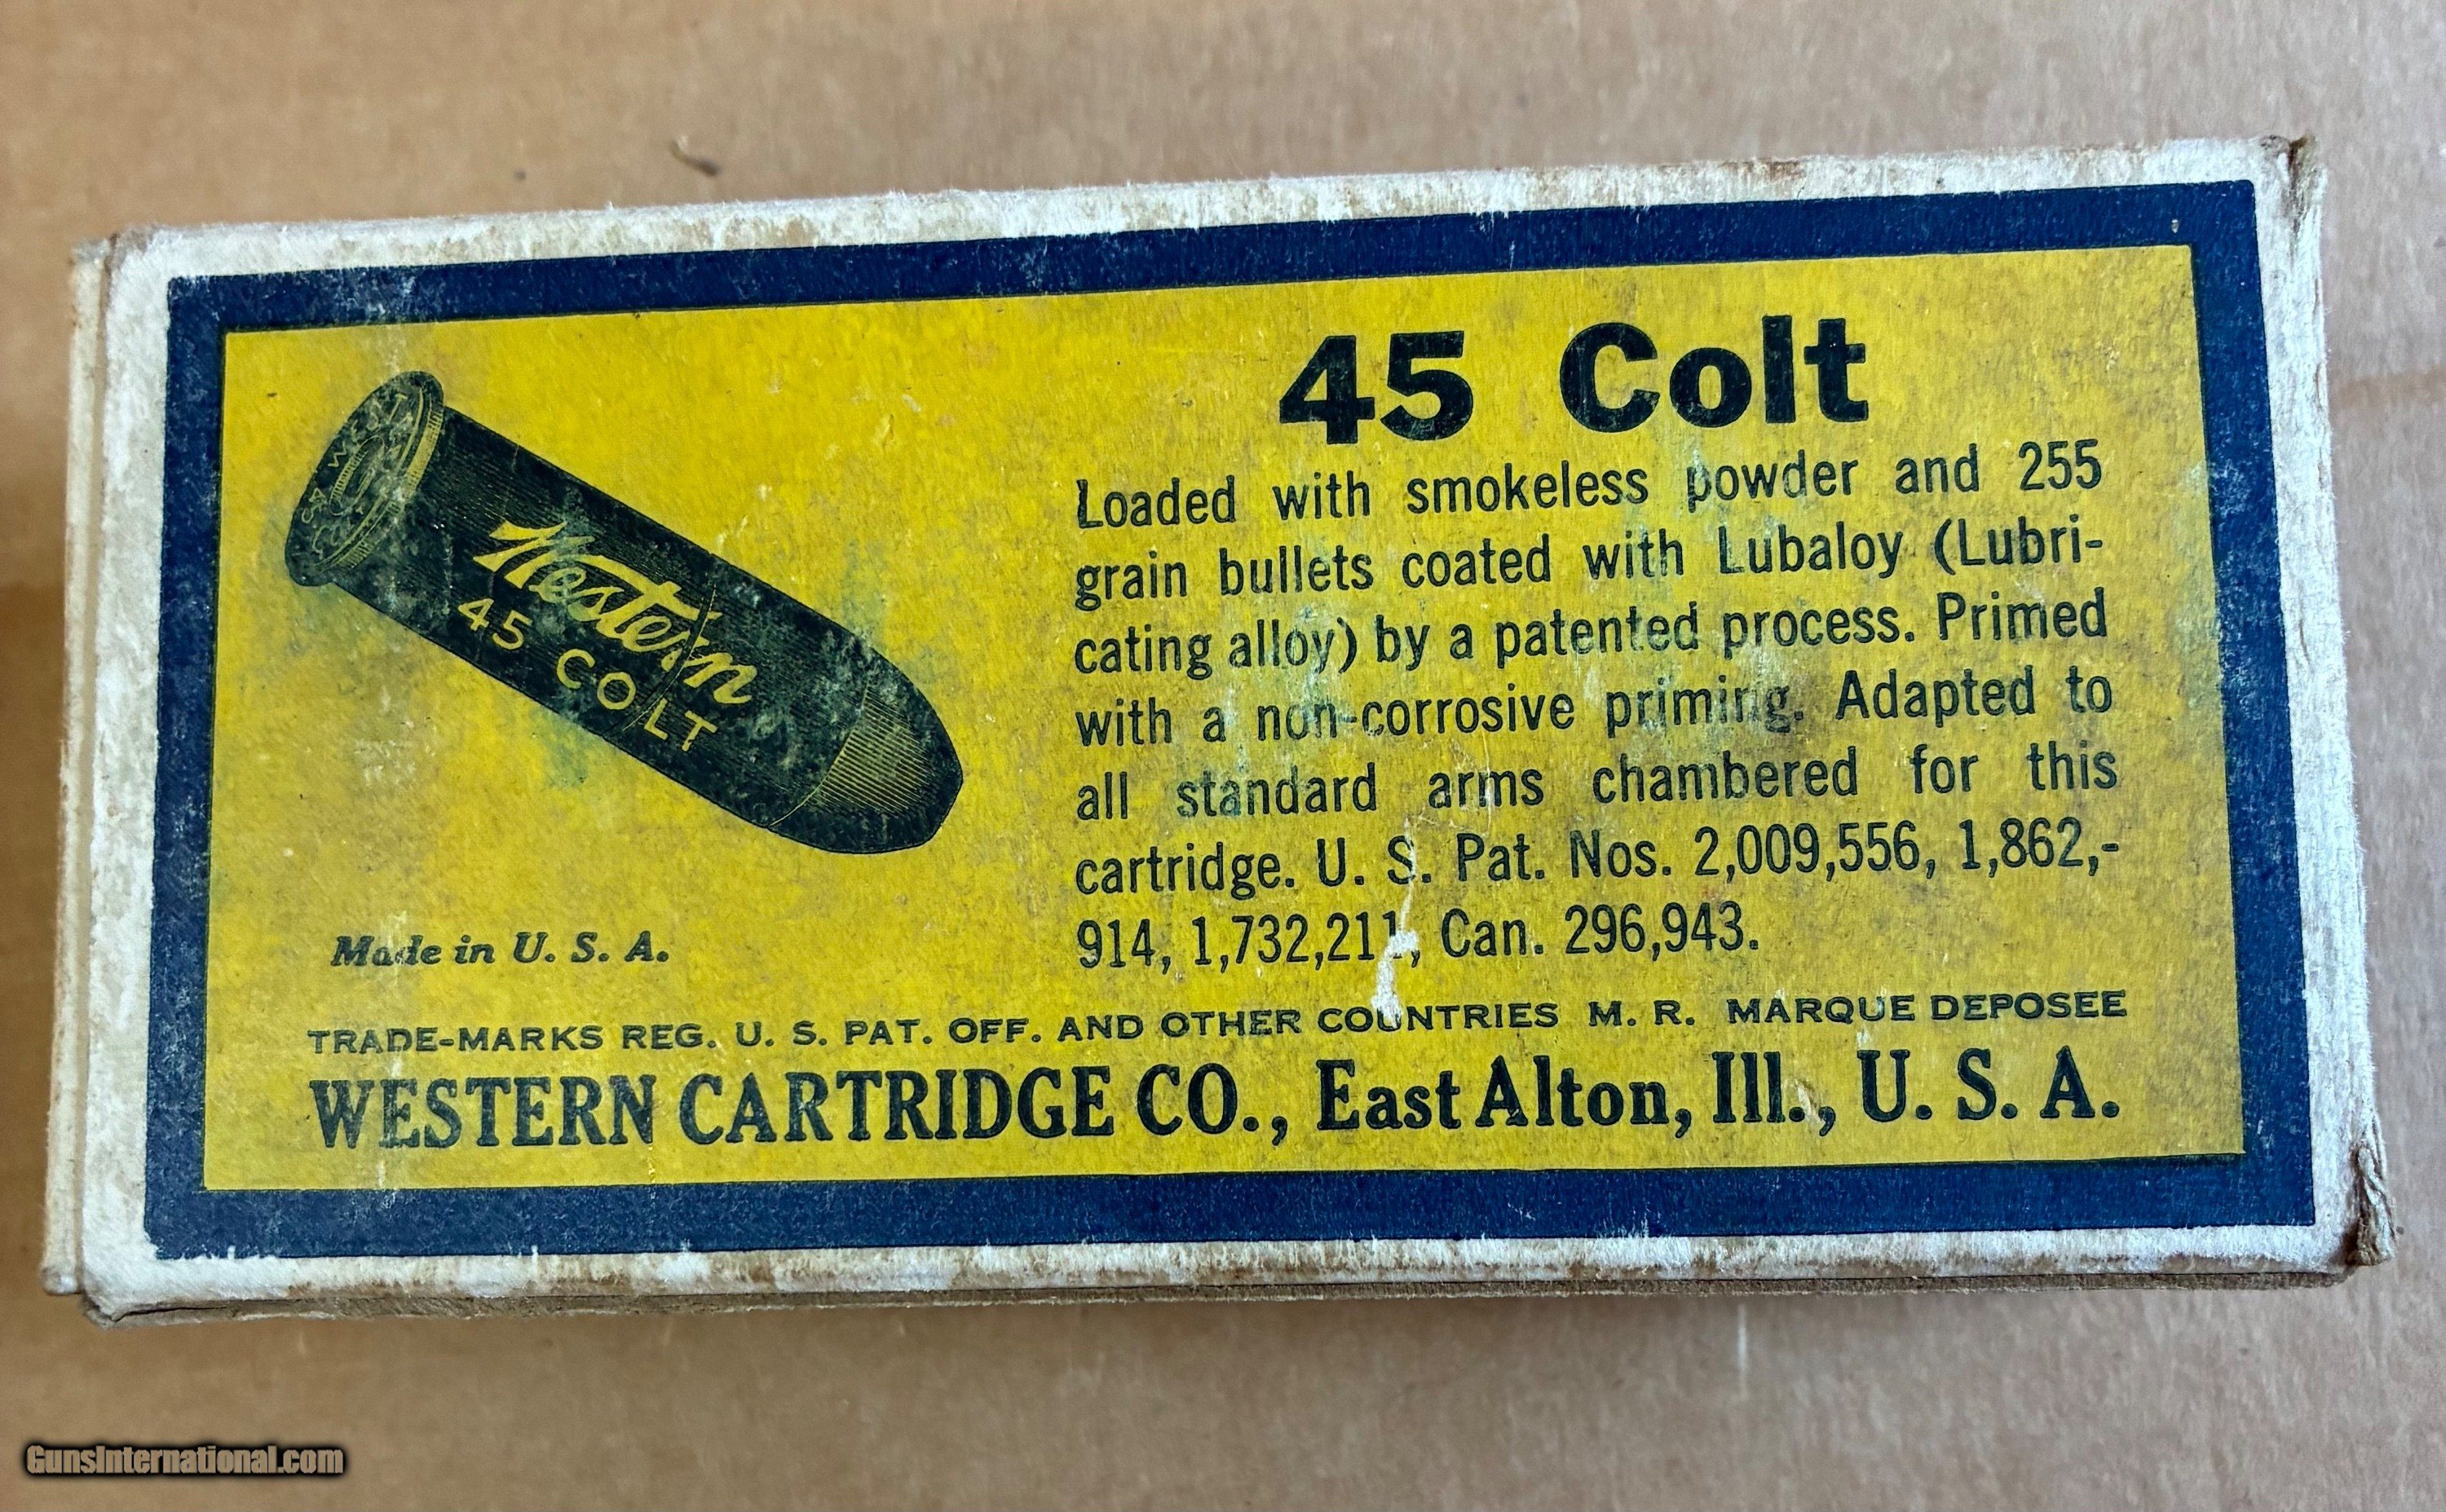 45 Colt
Loaded with smokeless powder and 255
grain bullets coated with Lubaloy (Lubri-
cating alloy) by a patented process. Primed
with a non-corrosive priming. Adapted to
all standard arms chambered for this
cartridge. U. S. Pat. Nos. 2,009,556, 1,862,-
914, 1,732,211, Can. 296,943.
Western
45 COLT
Made in U. S. A.
TRADE-MARKS REG. U. S. PAT. OFF. AND OTHER COUNTRIES M. R. MARQUE DEPOSEE
WESTERN CARTRIDGE CO., East Alton, Ill., U. S. A.
GunsInternational.com